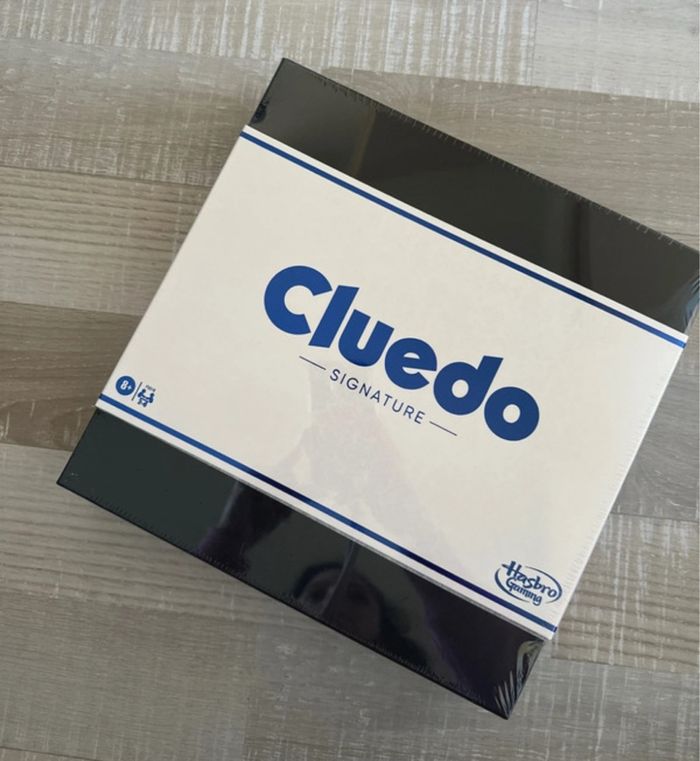 Cluedo
SIGNATURE
8+
Hasbro
Gaming